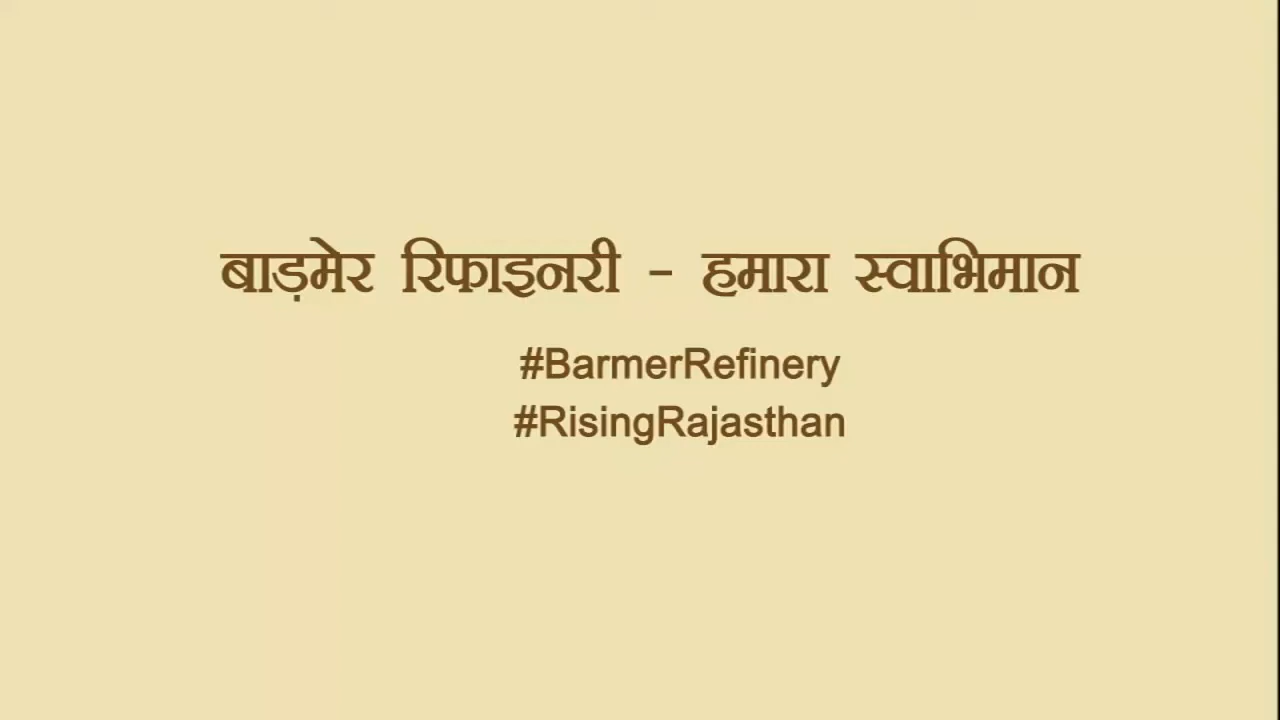 बाड़मेर रिफाइनरी - हमारा स्वाभिमान
#BarmerRefinery
#RisingRajasthan